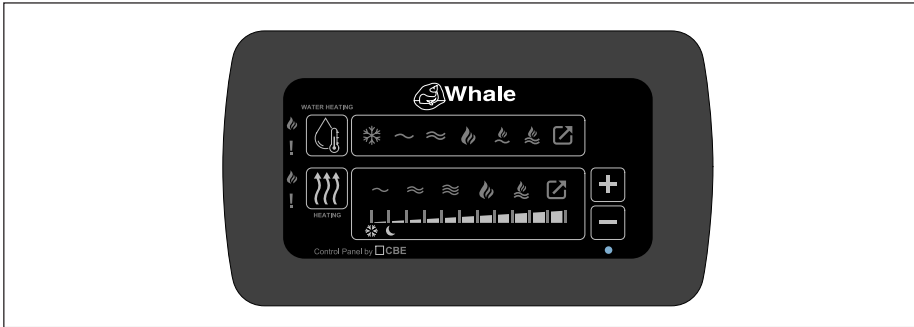 Whale
WATER HEATING
!
!
HEATING
+
−
Control Panel by CBE